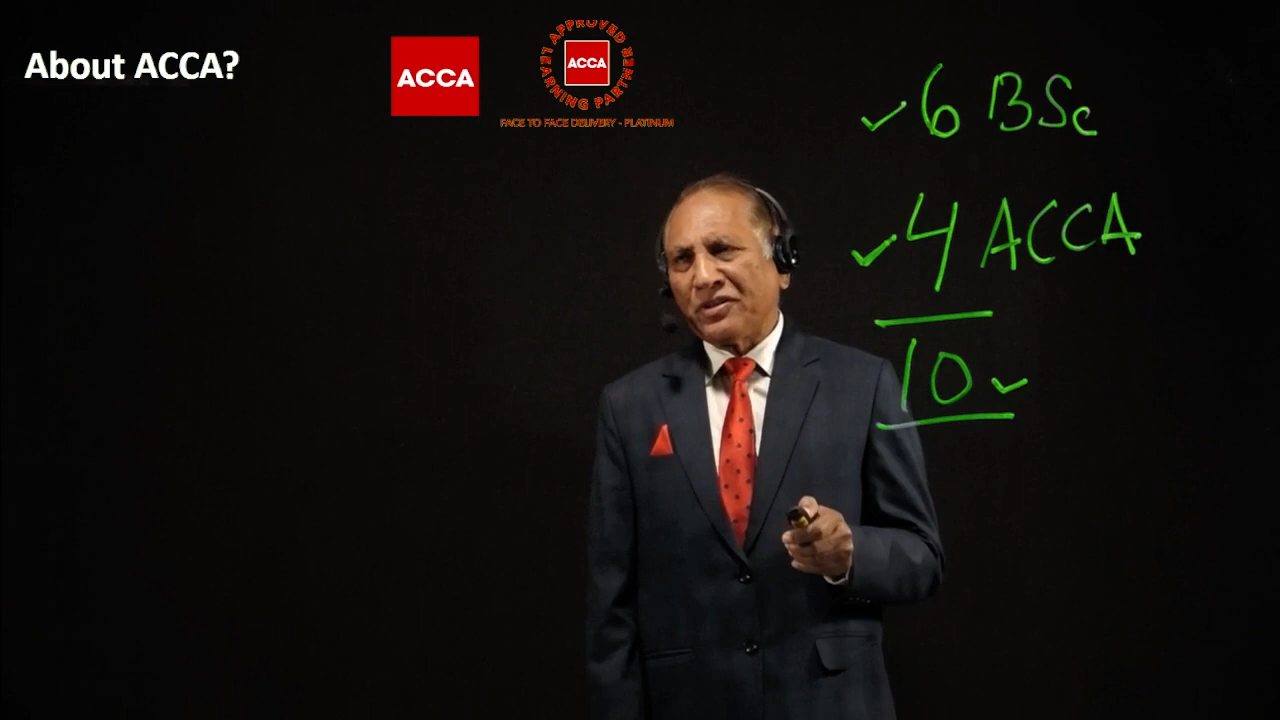 About ACCA?
ACCA
APPROVED
LEARNING PARTNER
ACCA
FACE TO FACE DELIVERY - PLATINUM
6 BSc
4 ACCA
10